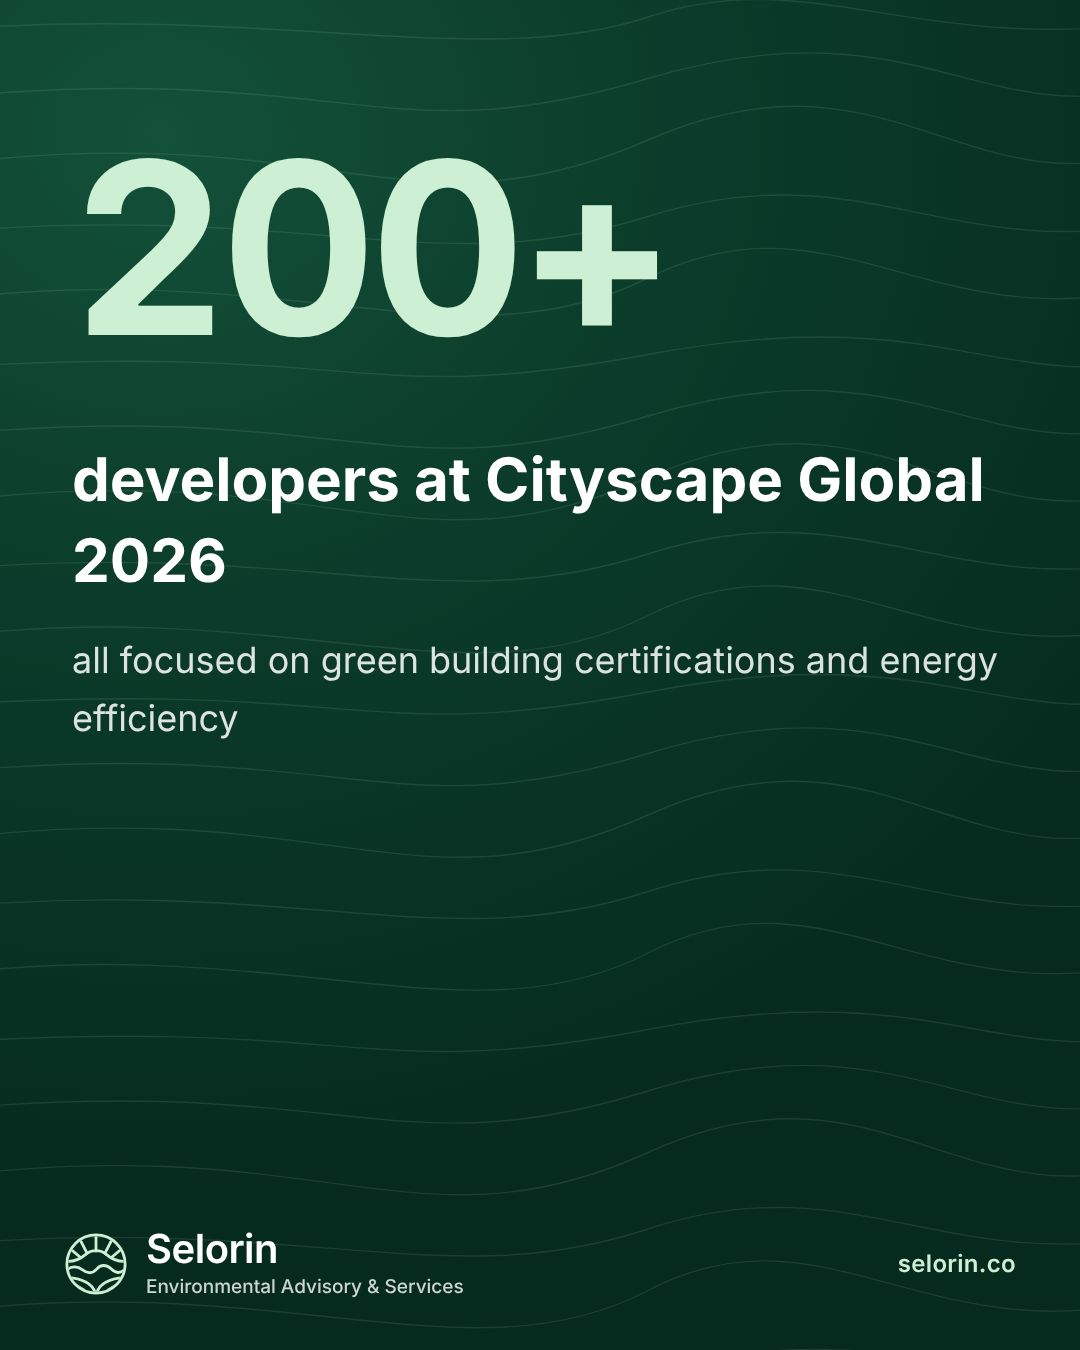 200+
developers at Cityscape Global
2026
all focused on green building certifications and energy
efficiency
Selorin
Environmental Advisory & Services
selorin.co